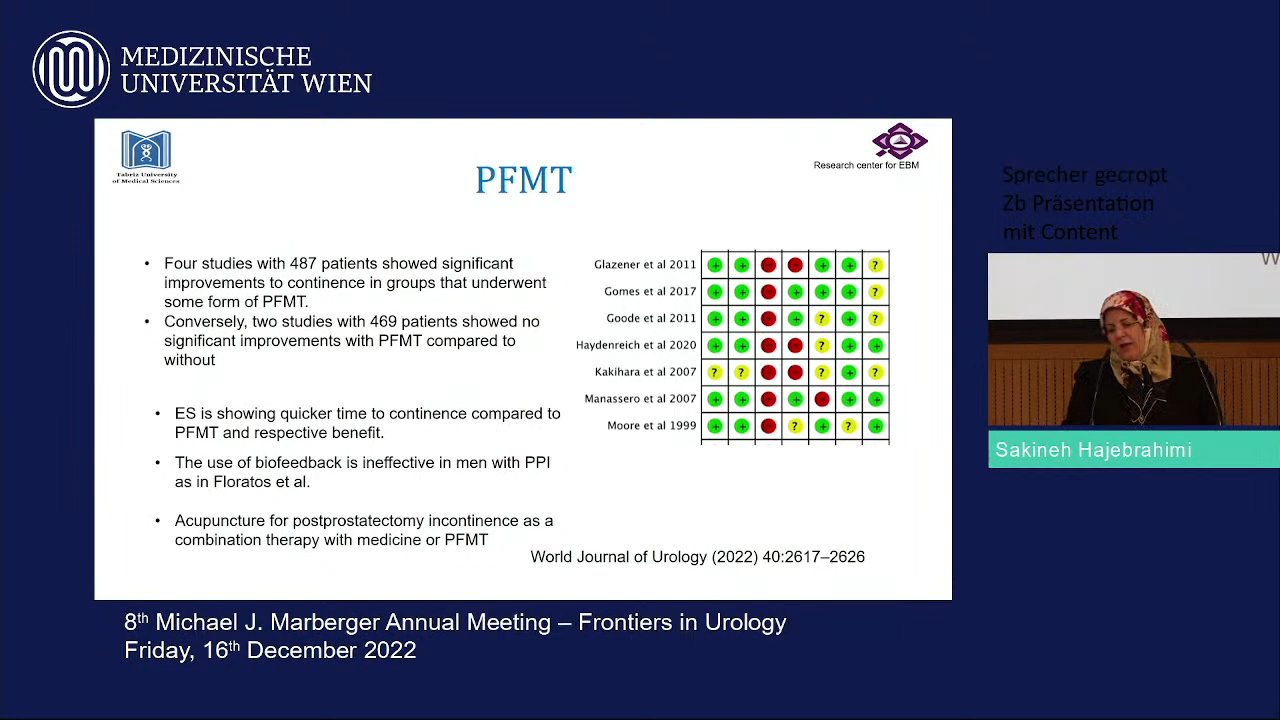 MEDIZINISCHE
UNIVERSITÄT WIEN
Tabriz University
of Medical Sciences
Research center for EBM
PFMT
• Four studies with 487 patients showed significant
improvements to continence in groups that underwent
some form of PFMT.
• Conversely, two studies with 469 patients showed no
significant improvements with PFMT compared to
without
• ES is showing quicker time to continence compared to
PFMT and respective benefit.
• The use of biofeedback is ineffective in men with PPI
as in Floratos et al.
• Acupuncture for postprostatectomy incontinence as a
combination therapy with medicine or PFMT
Glazener et al 2011 + + - - + + ?
Gomes et al 2017 + + - + + + ?
Goode et al 2011 + + - + ? + ?
Haydenreich et al 2020 + + - - ? + +
Kakihara et al 2007 ? ? - - ? + ?
Manassero et al 2007 + + - + - + +
Moore et al 1999 + + - ? + ? +
World Journal of Urology (2022) 40:2617–2626
Sprecher gecropt
Zb Präsentation
mit Content
W
Sakineh Hajebrahimi
8th Michael J. Marberger Annual Meeting – Frontiers in Urology
Friday, 16th December 2022